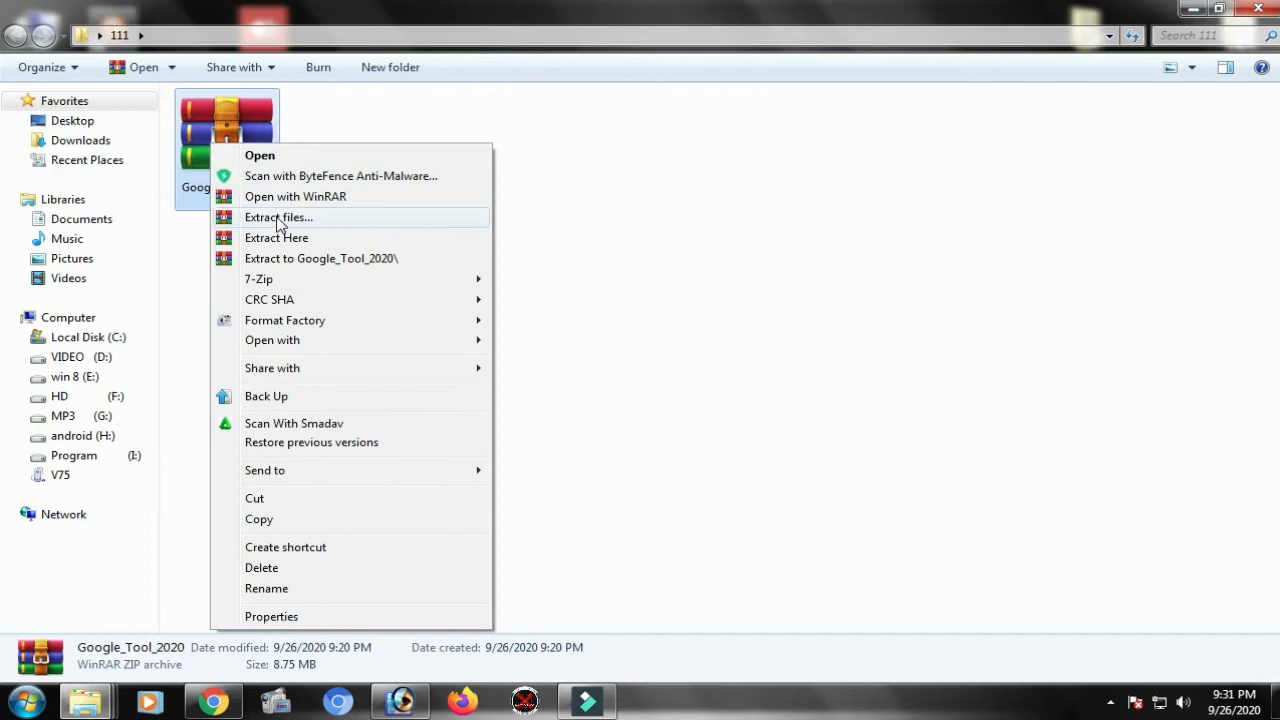 111
Search 111
Organize
Open
Share with
Burn
New folder
Favorites
Desktop
Downloads
Recent Places
Libraries
Documents
Music
Pictures
Videos
Computer
Local Disk (C:)
VIDEO (D:)
win 8 (E:)
HD (F:)
MP3 (G:)
android (H:)
Program (I:)
V75
Network
Goog
Open
Scan with ByteFence Anti-Malware...
Open with WinRAR
Extract files...
Extract Here
Extract to Google_Tool_2020\
7-Zip
CRC SHA
Format Factory
Open with
Share with
Back Up
Scan With Smadav
Restore previous versions
Send to
Cut
Copy
Create shortcut
Delete
Rename
Properties
Google_Tool_2020 Date modified: 9/26/2020 9:20 PM Date created: 9/26/2020 9:20 PM
WinRAR ZIP archive Size: 8.75 MB
9:31 PM
9/26/2020